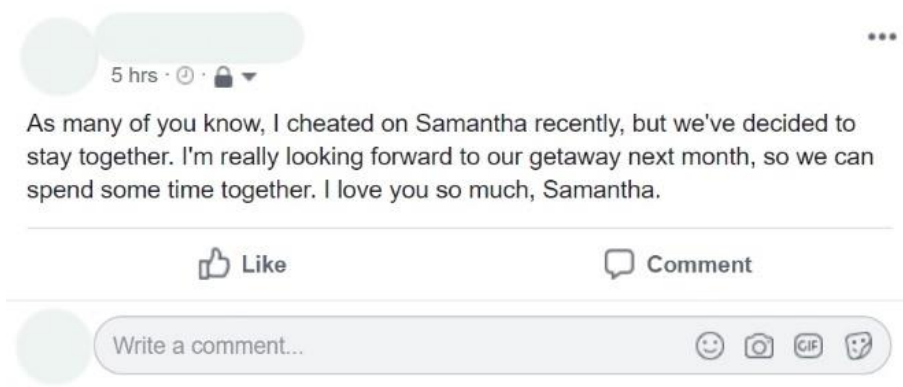 5 hrs
As many of you know, I cheated on Samantha recently, but we've decided to
stay together. I'm really looking forward to our getaway next month, so we can
spend some time together. I love you so much, Samantha.
Like Comment
Write a comment... GIF